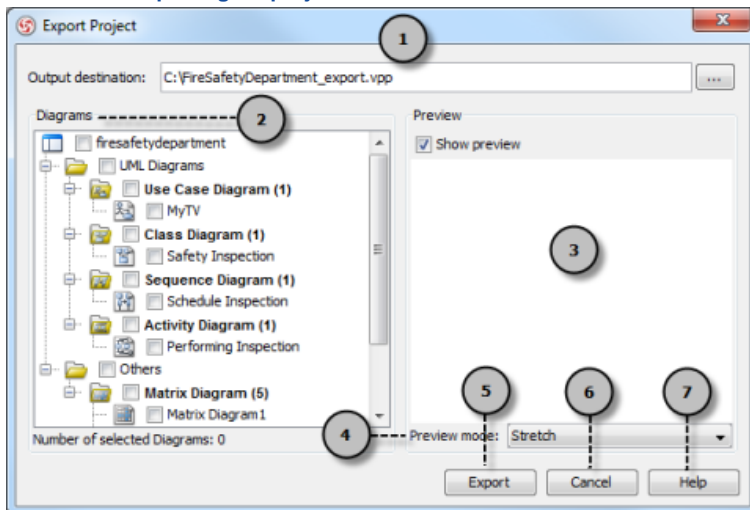 Export Project
1
Output destination: C:\FireSafetyDepartment_export.vpp ...
Diagrams 2
Preview
firesafetydepartment
Show preview
UML Diagrams
Use Case Diagram (1)
MyTV
Class Diagram (1)
Safety Inspection
3
Sequence Diagram (1)
Schedule Inspection
Activity Diagram (1)
Performing Inspection
Others
Matrix Diagram (5)
Matrix Diagram1
5 6 7
Number of selected Diagrams: 0
4 Preview mode: Stretch
Export Cancel Help